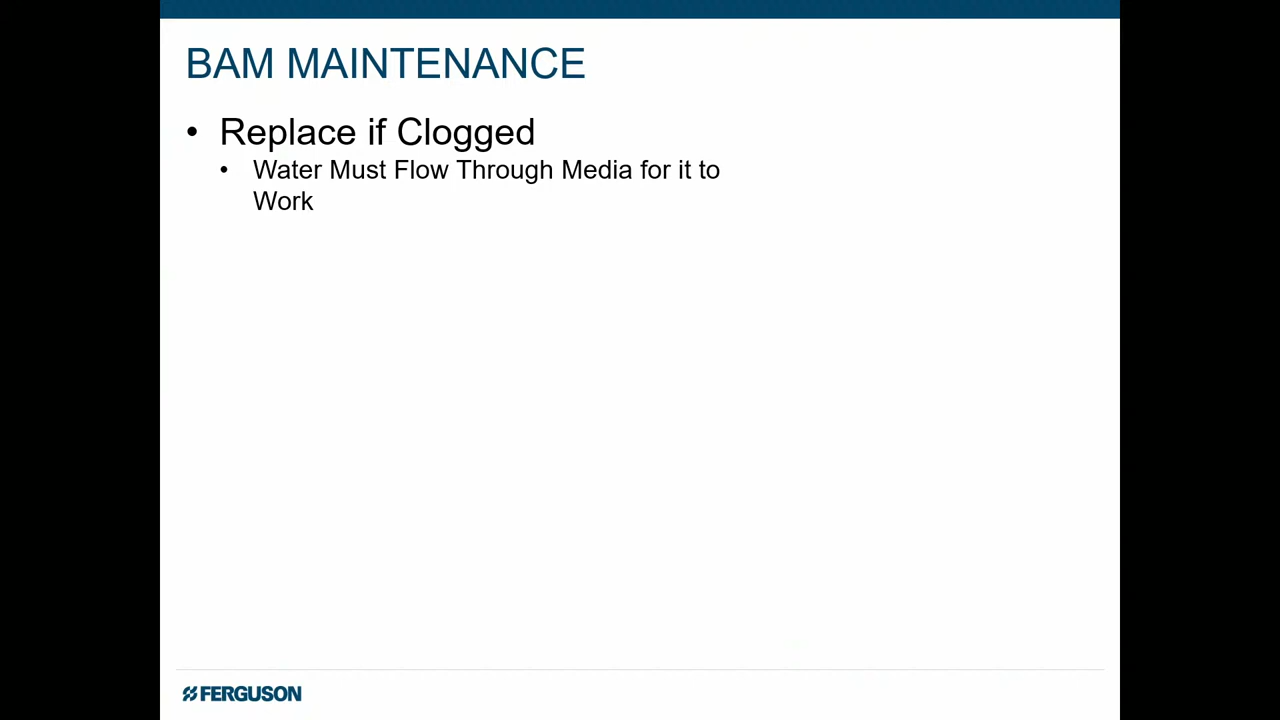 BAM MAINTENANCE
• Replace if Clogged
• Water Must Flow Through Media for it to
Work
FERGUSON